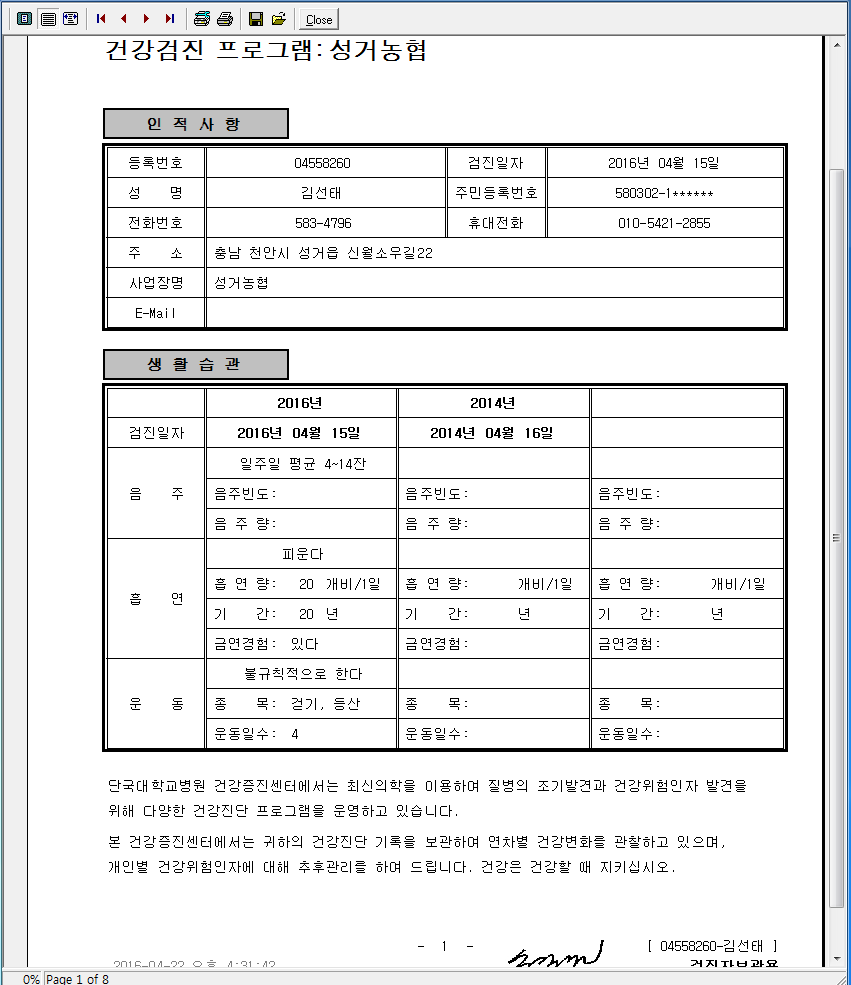 Close
건강검진 프로그램: 성거농협
인 적 사 항
등록번호 04558260 검진일자 2016년 04월 15일
성 명 김선태 주민등록번호 580302-1******
전화번호 583-4796 휴대전화 010-5421-2855
주 소 충남 천안시 성거읍 신월소우길22
사업장명 성거농협
E-Mail
생 활 습 관
2016년 2014년
검진일자 2016년 04월 15일 2014년 04월 16일
일주일 평균 4~14잔
음 주 음주빈도: 음주빈도: 음주빈도:
음 주 량: 음 주 량: 음 주 량:
피운다
흡 연 흡 연 량: 20 개비/1일 흡 연 량: 개비/1일 흡 연 량: 개비/1일
기 간: 20 년 기 간: 년 기 간: 년
금연경험: 있다 금연경험: 금연경험:
불규칙적으로 한다
운 동 종 목: 걷기, 등산 종 목: 종 목:
운동일수: 4 운동일수: 운동일수:
단국대학교병원 건강증진센터에서는 최신의학을 이용하여 질병의 조기발견과 건강위험인자 발견을
위해 다양한 건강진단 프로그램을 운영하고 있습니다.
본 건강증진센터에서는 귀하의 건강진단 기록을 보관하여 연차별 건강변화를 관찰하고 있으며,
개인별 건강위험인자에 대해 추후관리를 하여 드립니다. 건강은 건강할 때 지키십시오.
- 1 - [ 04558260-김선태 ]
2016-04-22 오후 4:31:42 검진자보관용
0% Page 1 of 8